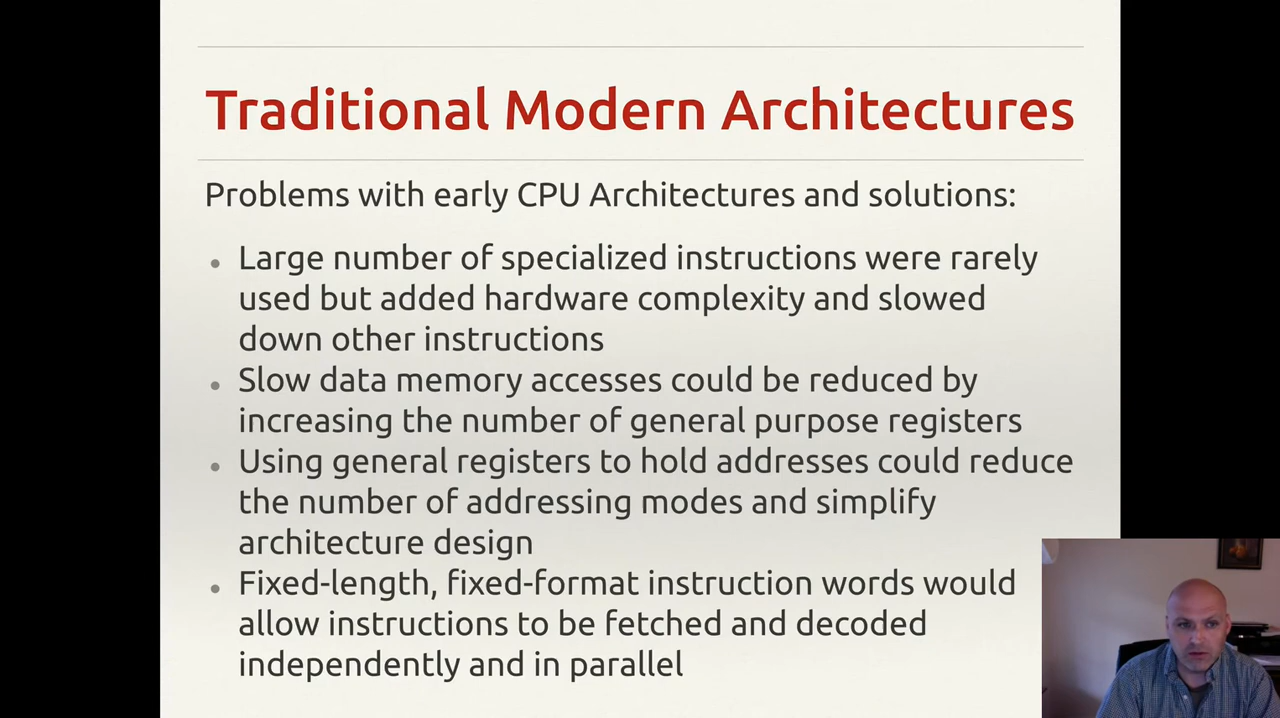 Traditional Modern Architectures
Problems with early CPU Architectures and solutions:
• Large number of specialized instructions were rarely
used but added hardware complexity and slowed
down other instructions
• Slow data memory accesses could be reduced by
increasing the number of general purpose registers
• Using general registers to hold addresses could reduce
the number of addressing modes and simplify
architecture design
• Fixed-length, fixed-format instruction words would
allow instructions to be fetched and decoded
independently and in parallel